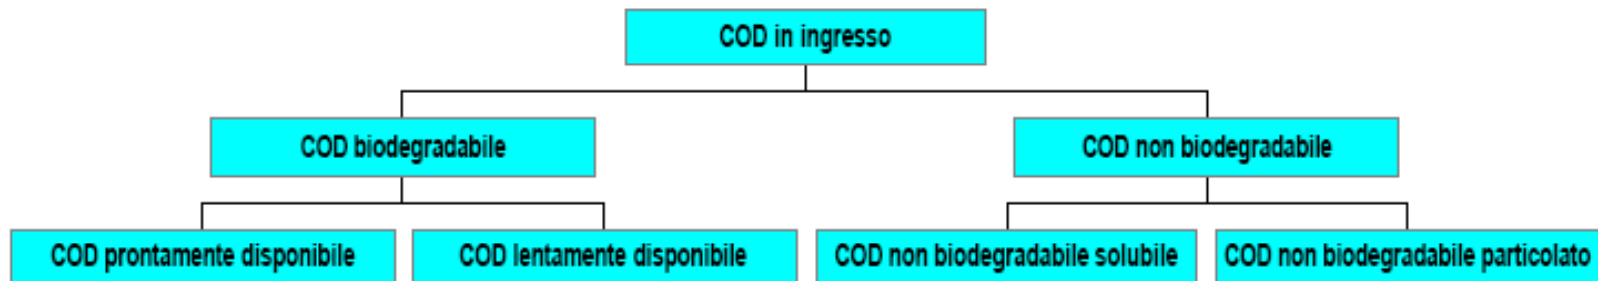 COD in ingresso
COD biodegradabile
COD non biodegradabile
COD prontamente disponibile
COD lentamente disponibile
COD non biodegradabile solubile
COD non biodegradabile particolato